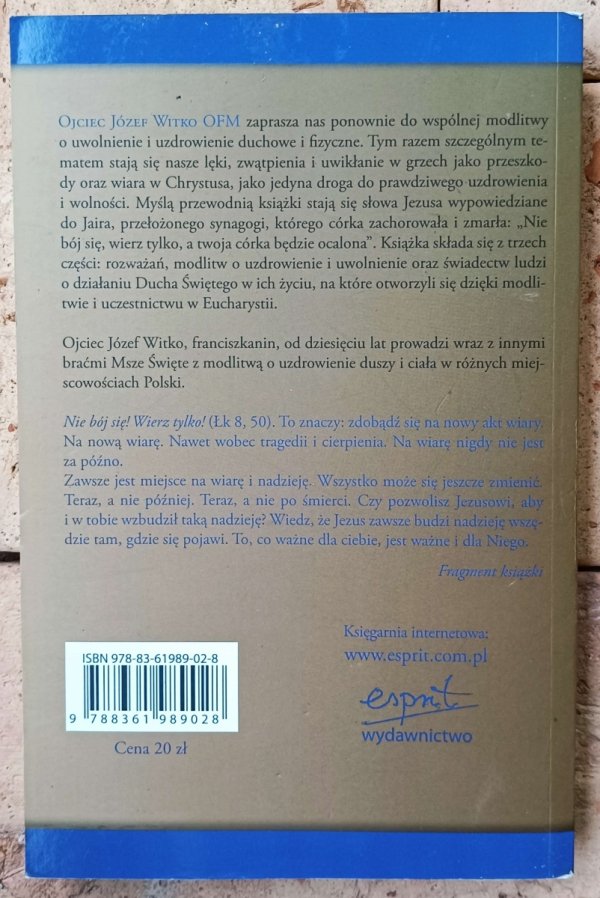 Ojciec Józef Witko OFM zaprasza nas ponownie do wspólnej modlitwy
o uwolnienie i uzdrowienie duchowe i fizyczne. Tym razem szczególnym te-
matem stają się nasze lęki, zwątpienia i uwikłanie w grzech jako przeszko-
dy oraz wiara w Chrystusa, jako jedyna droga do prawdziwego uzdrowienia
i wolności. Myślą przewodnią książki stają się słowa Jezusa wypowiedziane
do Jaira, przełożonego synagogi, którego córka zachorowała i zmarła: „Nie
bój się, wierz tylko, a twoja córka będzie ocalona”. Książka składa się z trzech
części: rozważań, modlitw o uzdrowienie i uwolnienie oraz świadectw ludzi
o działaniu Ducha Świętego w ich życiu, na które otworzyli się dzięki modli-
twie i uczestnictwu w Eucharystii.
Ojciec Józef Witko, franciszkanin, od dziesięciu lat prowadzi wraz z innymi
braćmi Msze Święte z modlitwą o uzdrowienie duszy i ciała w różnych miej-
scowościach Polski.
Nie bój się! Wierz tylko! (Łk 8, 50). To znaczy: zdobądź się na nowy akt wiary.
Na nową wiarę. Nawet wobec tragedii i cierpienia. Na wiarę nigdy nie jest
za późno.
Zawsze jest miejsce na wiarę i nadzieję. Wszystko może się jeszcze zmienić.
Teraz, a nie później. Teraz, a nie po śmierci. Czy pozwolisz Jezusowi, aby
i w tobie wzbudził taką nadzieję? Wiedz, że Jezus zawsze budzi nadzieję wszę-
dzie tam, gdzie się pojawi. To, co ważne dla ciebie, jest ważne i dla Niego.
Fragment książki
ISBN 978-83-61989-02-8
9 788361 989028
Cena 20 zł
Księgarnia internetowa:
www.esprit.com.pl
esprit
wydawnictwo